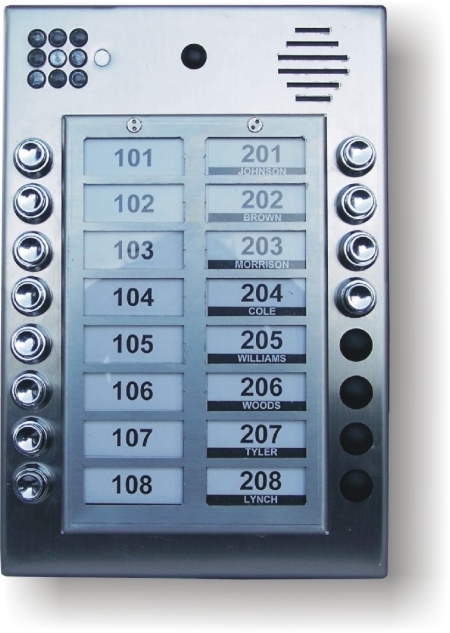 101
201
JOHNSON
102
202
BROWN
103
203
MORRISON
104
204
COLE
105
205
WILLIAMS
106
206
WOODS
107
207
TYLER
108
208
LYNCH